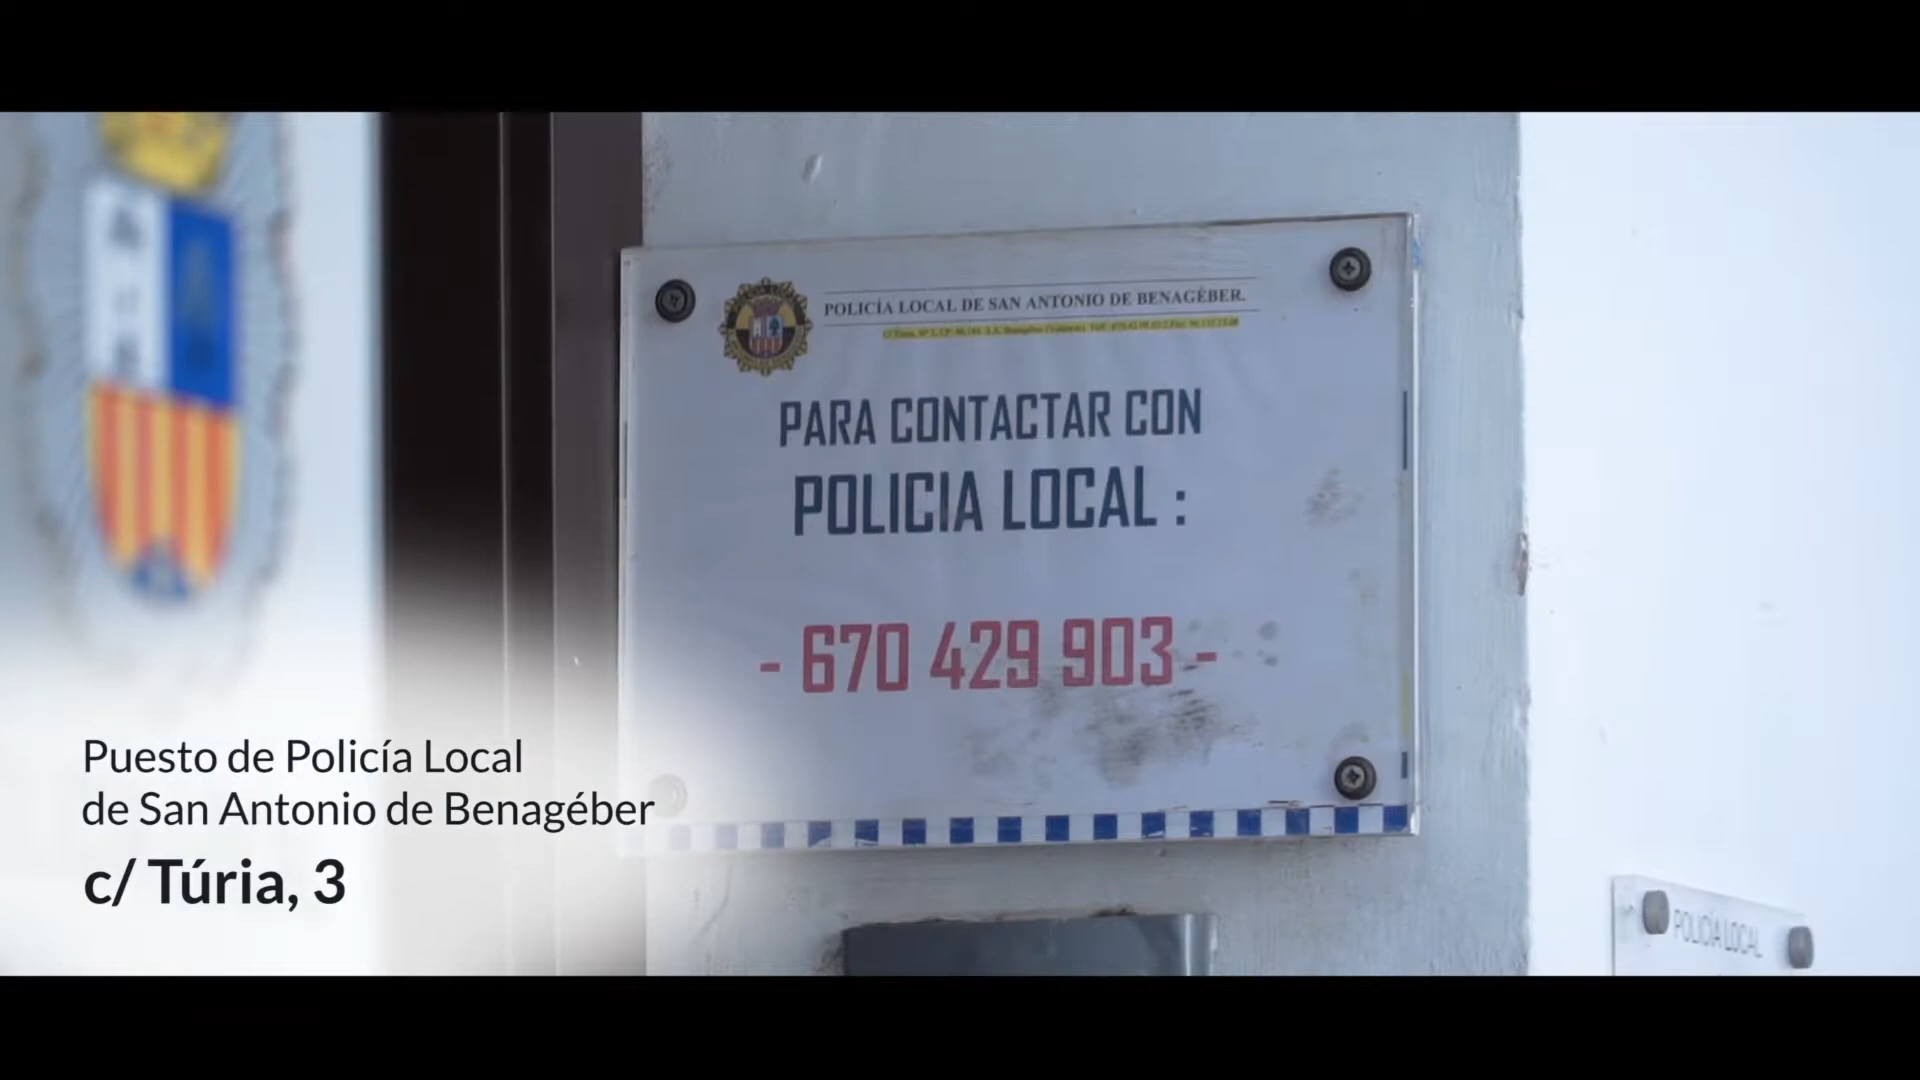 POLICÍA LOCAL DE SAN ANTONIO DE BENAGÉBER.
PARA CONTACTAR CON
POLICIA LOCAL :
- 670 429 903 -
Puesto de Policía Local
de San Antonio de Benagéber
c/ Túria, 3
POLICÍA LOCAL